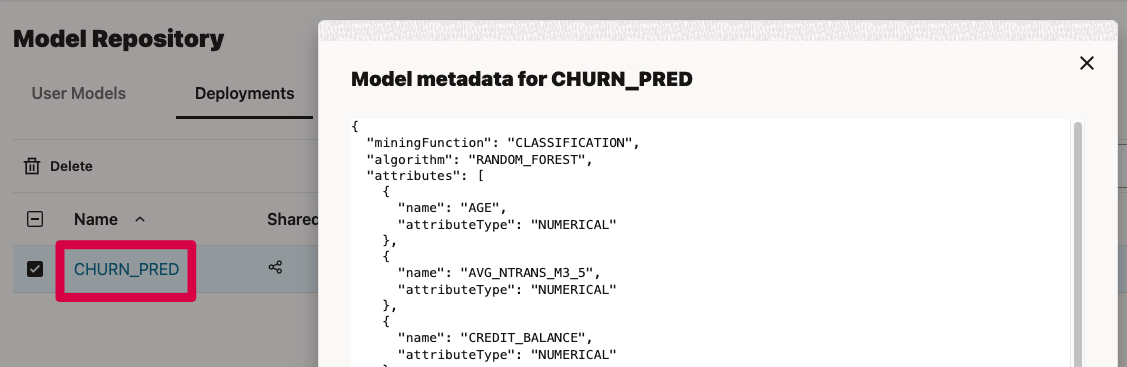 Model Repository
User Models
Deployments
Delete
Name
Shared
CHURN_PRED
Model metadata for CHURN_PRED
{
  "miningFunction": "CLASSIFICATION",
  "algorithm": "RANDOM_FOREST",
  "attributes": [
    {
      "name": "AGE",
      "attributeType": "NUMERICAL"
    },
    {
      "name": "AVG_NTRANS_M3_5",
      "attributeType": "NUMERICAL"
    },
    {
      "name": "CREDIT_BALANCE",
      "attributeType": "NUMERICAL"